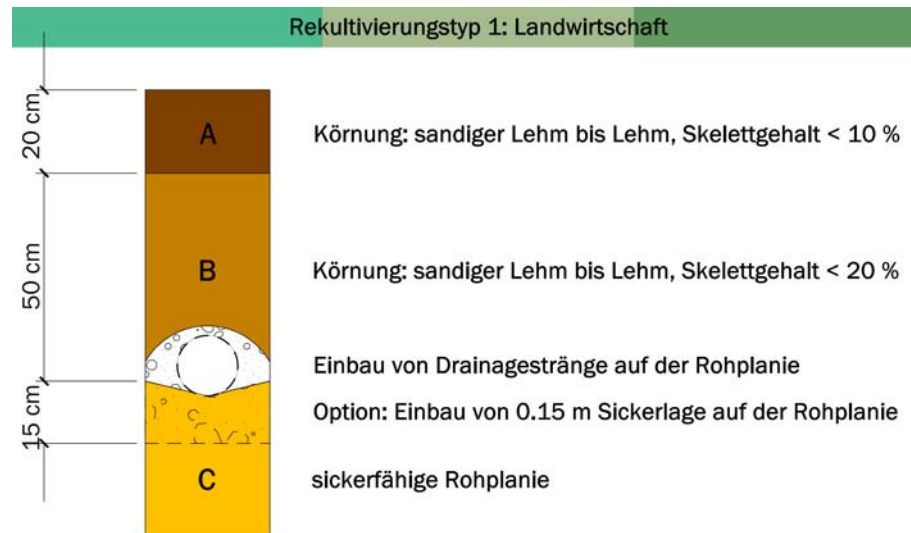 Rekultivierungstyp 1: Landwirtschaft
20 cm
A
Körnung: sandiger Lehm bis Lehm, Skelettgehalt < 10 %
50 cm
B
Körnung: sandiger Lehm bis Lehm, Skelettgehalt < 20 %
Einbau von Drainagestränge auf der Rohplanie
15 cm
Option: Einbau von 0.15 m Sickerlage auf der Rohplanie
C
sickerfähige Rohplanie